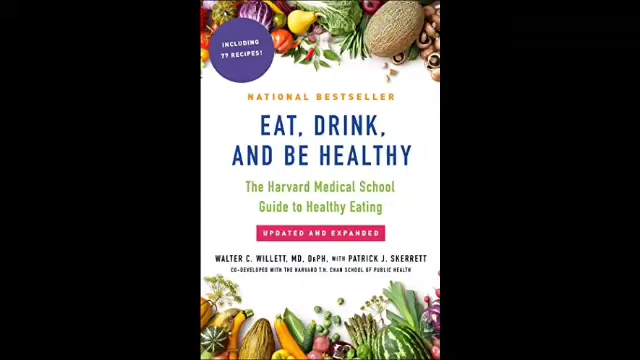 INCLUDING
77 RECIPES!
NATIONAL BESTSELLER
EAT, DRINK,
AND BE HEALTHY
The Harvard Medical School
Guide to Healthy Eating
UPDATED AND EXPANDED
WALTER C. WILLETT, MD, DrPH, WITH PATRICK J. SKERRETT
CO-DEVELOPED WITH THE HARVARD T.H. CHAN SCHOOL OF PUBLIC HEALTH